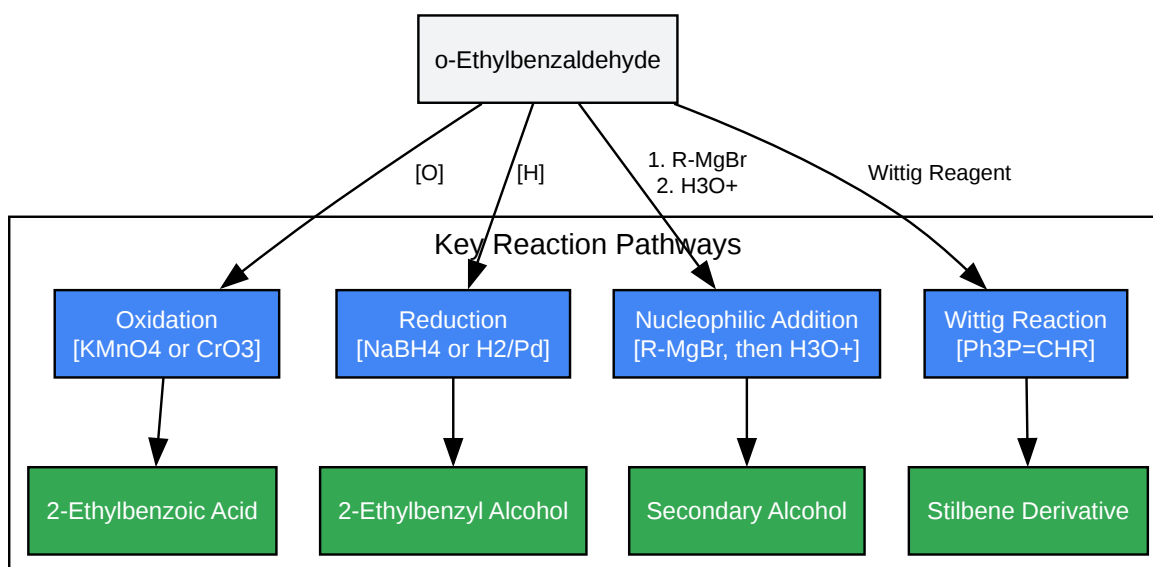 o-Ethylbenzaldehyde
[O]
[H]
1. R-MgBr
2. H3O+
Wittig Reagent
Key Reaction Pathways
Oxidation
[KMnO4 or CrO3]
Reduction
[NaBH4 or H2/Pd]
Nucleophilic Addition
[R-MgBr, then H3O+]
Wittig Reaction
[Ph3P=CHR]
2-Ethylbenzoic Acid
2-Ethylbenzyl Alcohol
Secondary Alcohol
Stilbene Derivative